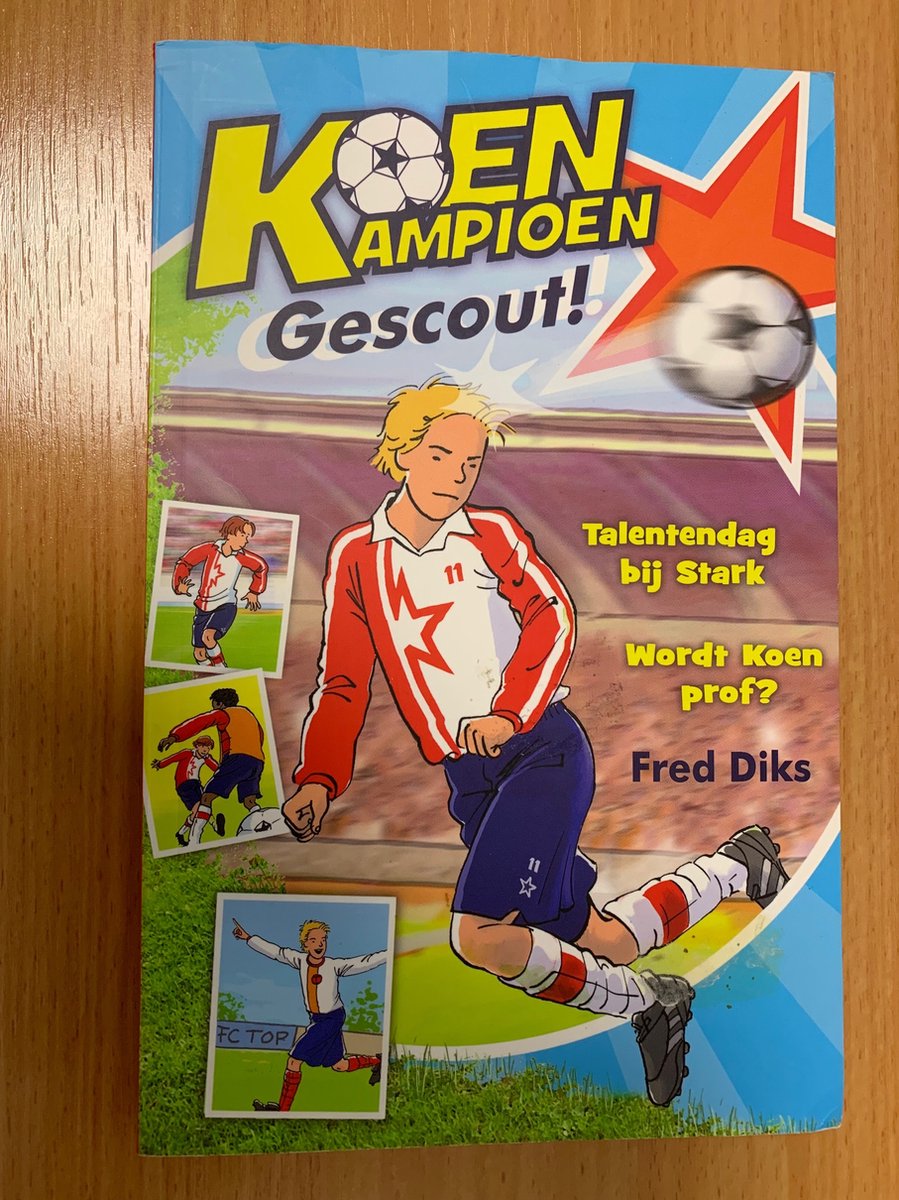 KOEN
KAMPIOEN
Gescout!
11
Talentendag
bij Stark
Wordt Koen
prof?
Fred Diks
11
FC TOP